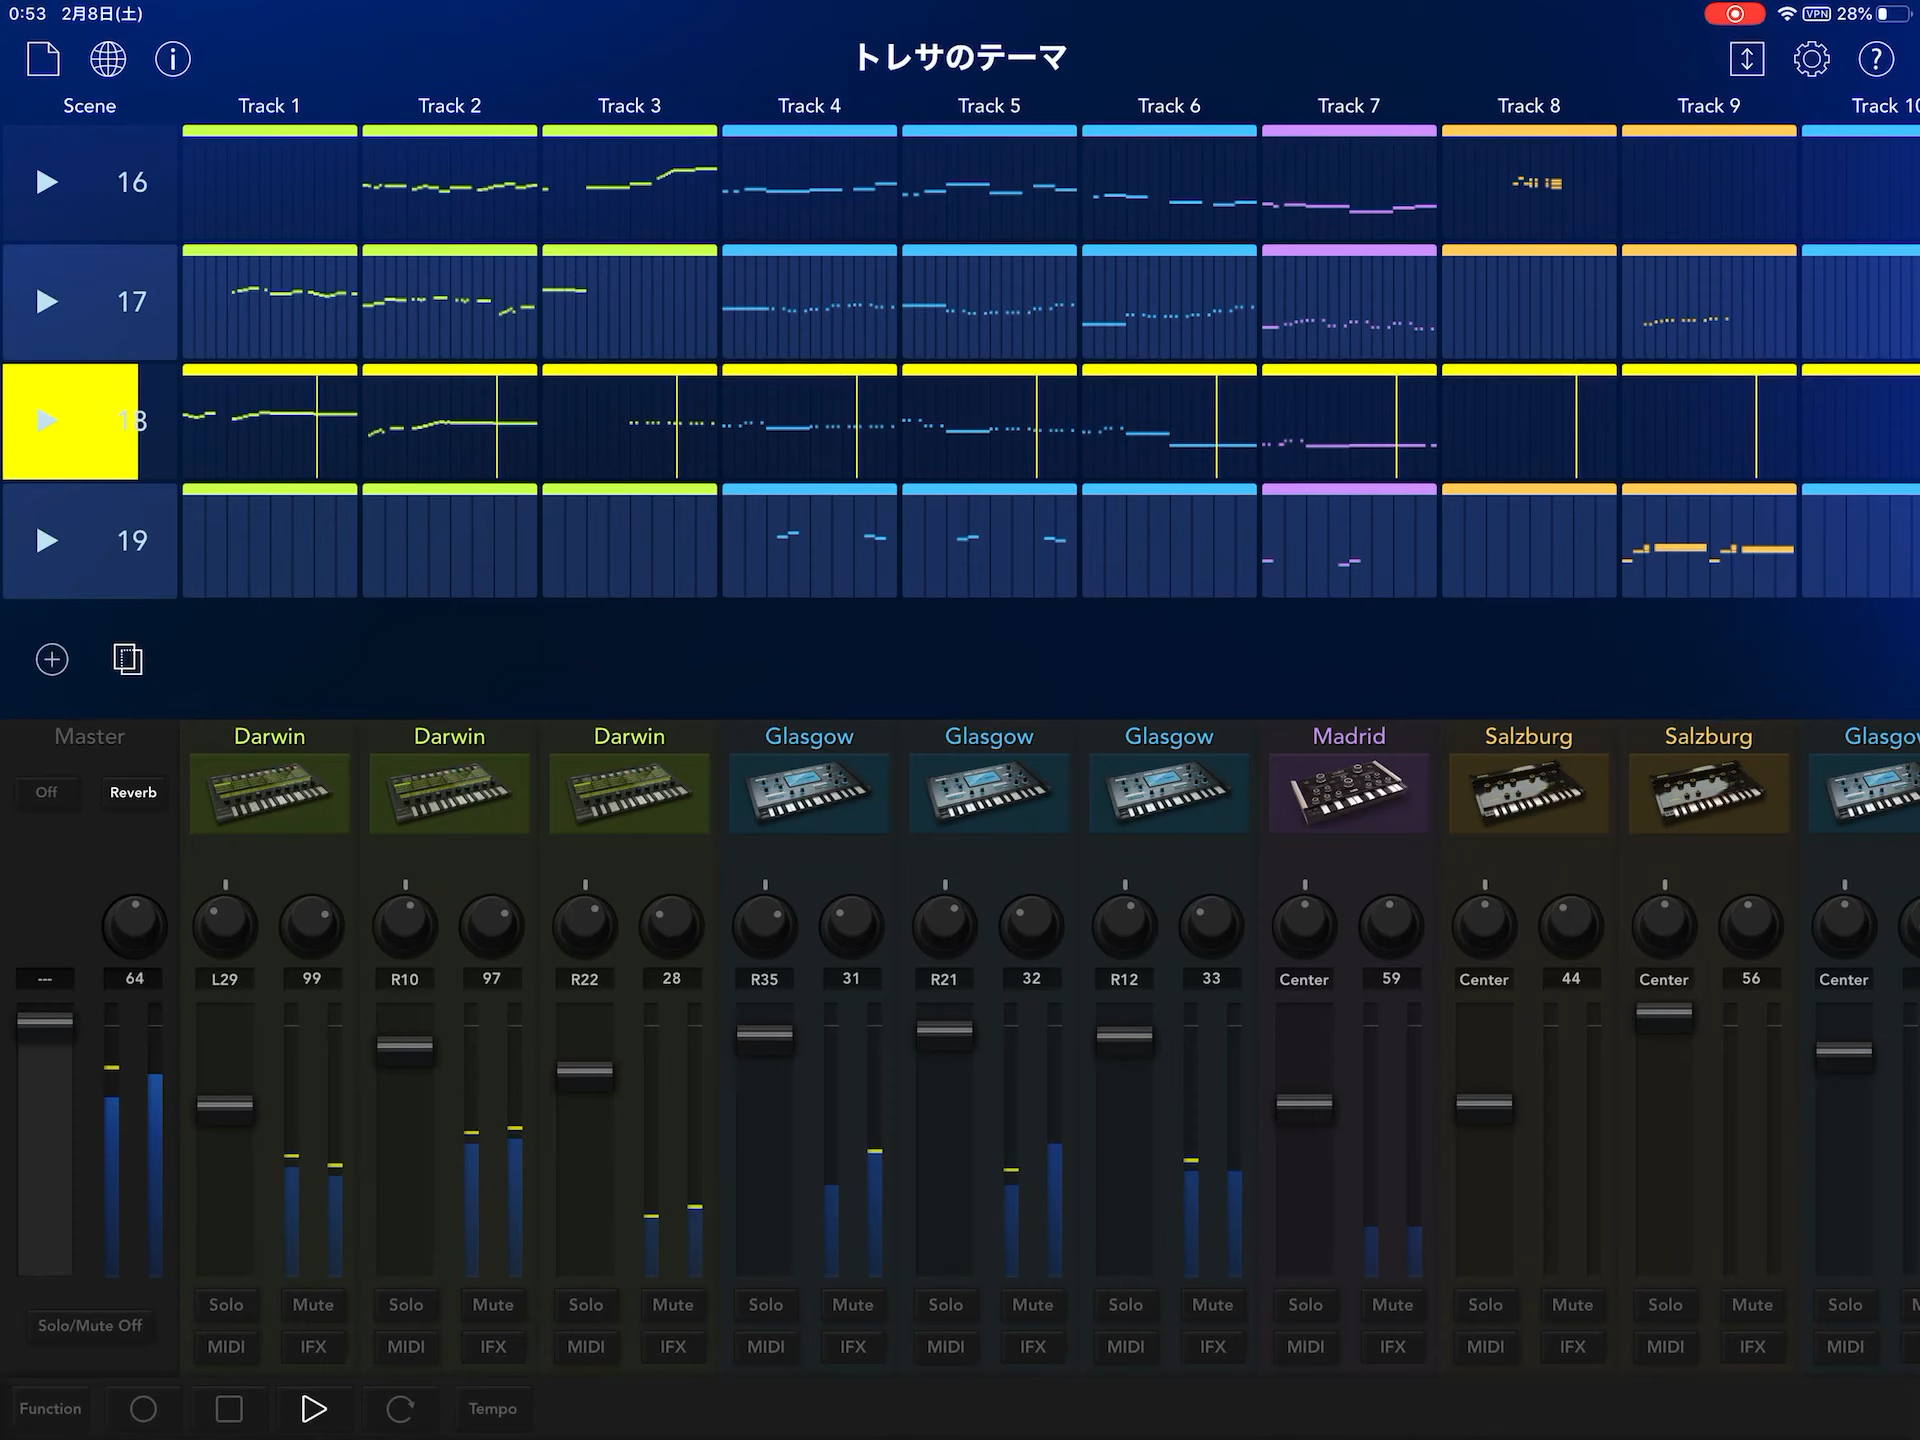 0:53 2月8日(土) VPN 28%
トレサのテーマ
Scene Track 1 Track 2 Track 3 Track 4 Track 5 Track 6 Track 7 Track 8 Track 9 Track 10
16
17
18
19
Master Darwin Darwin Darwin Glasgow Glasgow Glasgow Madrid Salzburg Salzburg Glasgow
Off Reverb
--- 64 L29 99 R10 97 R22 28 R35 31 R21 32 R12 33 Center 59 Center 44 Center 56 Center
Solo Mute Solo Mute Solo Mute Solo Mute Solo Mute Solo Mute Solo Mute Solo Mute Solo Mute Solo M
Solo/Mute Off
MIDI IFX MIDI IFX MIDI IFX MIDI IFX MIDI IFX MIDI IFX MIDI IFX MIDI IFX MIDI IFX MIDI
Function Tempo